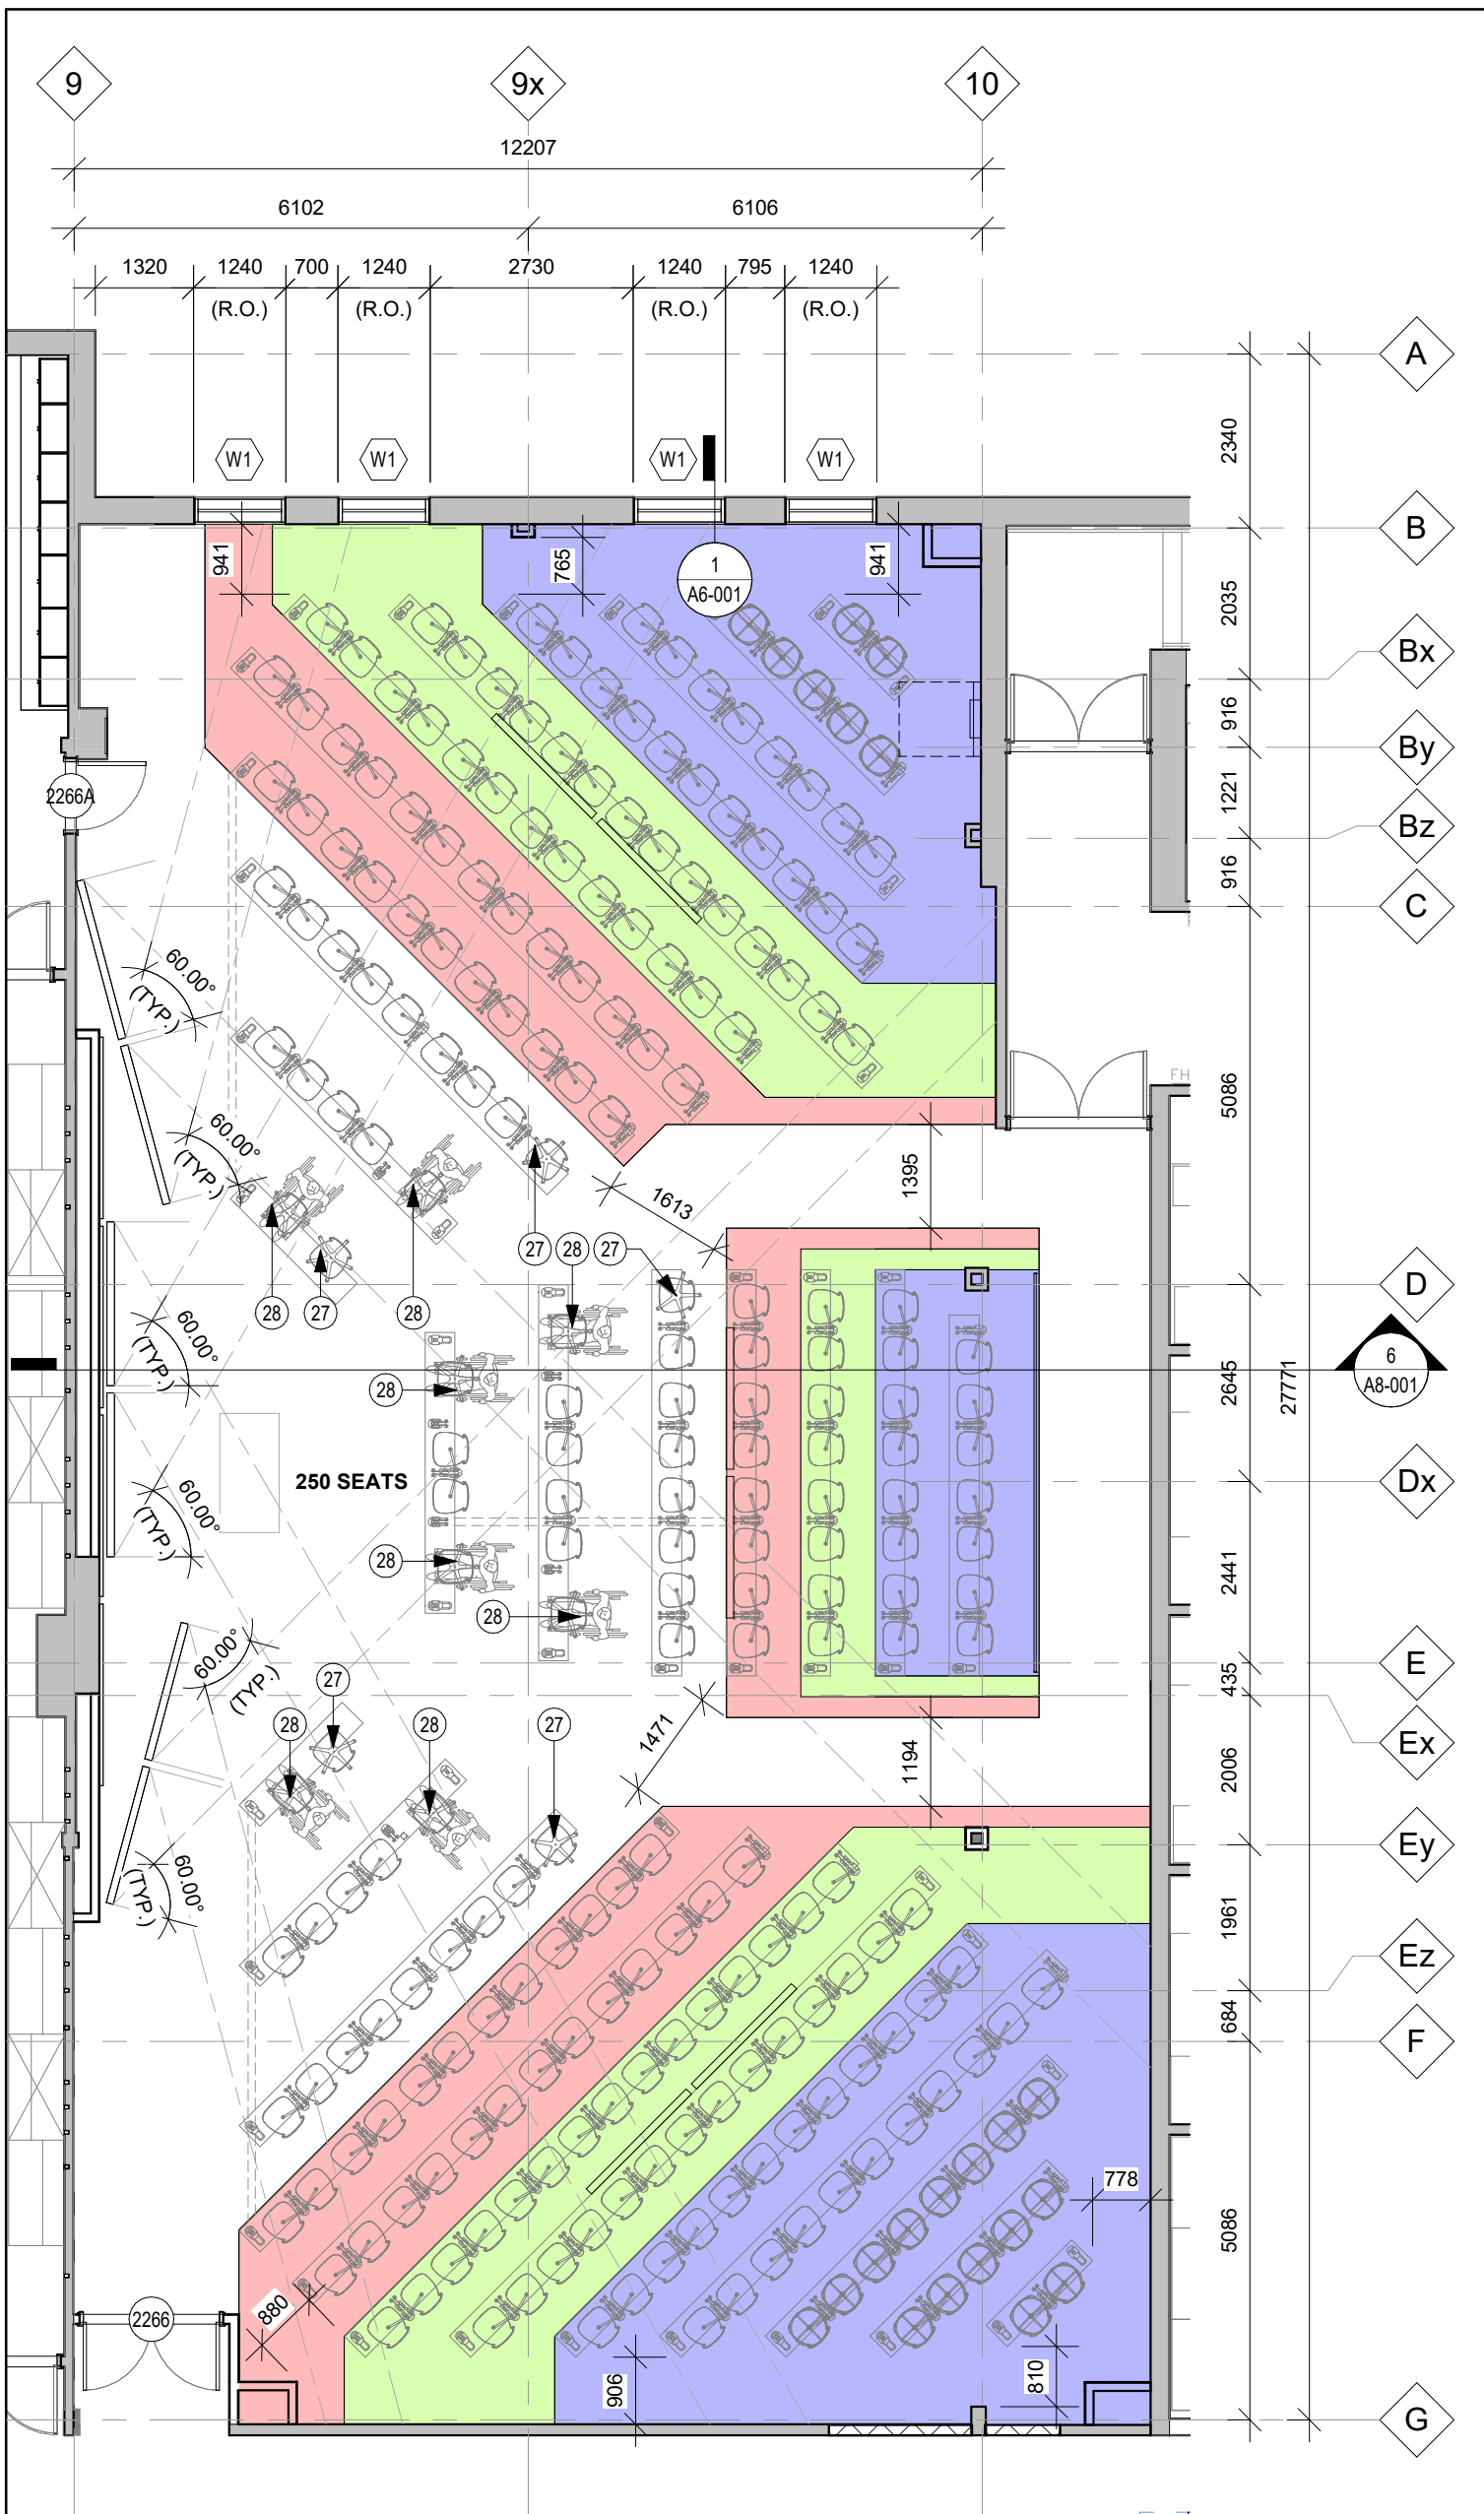 9 9x 10
12207
6102 6106
1320 1240 700 1240 2730 1240 795 1240
(R.O.) (R.O.) (R.O.) (R.O.)
A
2340
W1 W1 W1 W1
B
941 765 1 941
A6-001
2035
Bx
916
By
2266A
1221
Bz
916
C
60.00°
(TYP.)
FH
5086
60.00°
(TYP.)
1395
1613
27 28 27
28 27 28
D
60.00°
(TYP.)
6
A8-001
28
2645
27771
250 SEATS
Dx
60.00°
(TYP.)
28
2441
28
60.00°
(TYP.)
E
27
435
28 28 27
1471
1194
Ex
2006
Ey
60.00°
(TYP.)
1961
Ez
684
F
778
5086
880
2266
906
810
G